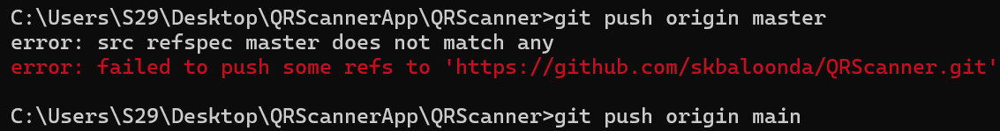 C:\Users\S29\Desktop\QRScannerApp\QRScanner>git push origin master
error: src refspec master does not match any
error: failed to push some refs to 'https://github.com/skbaloonda/QRScanner.git'
C:\Users\S29\Desktop\QRScannerApp\QRScanner>git push origin main